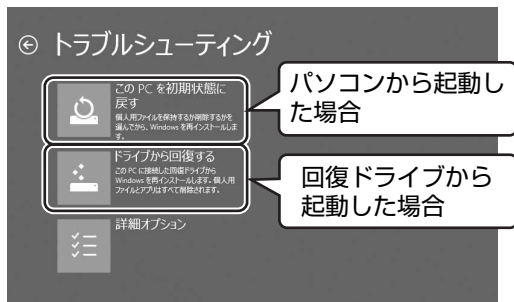 トラブルシューティング
この PC を初期状態に
戻す
個人用ファイルを保持するか削除するかを
選んでから、Windows を再インストールしま
す。
パソコンから起動し
た場合
ドライブから回復する
この PC に接続した回復ドライブから
Windows を再インストールします。個人用
ファイルとアプリはすべて削除されます。
回復ドライブから
起動した場合
詳細オプション